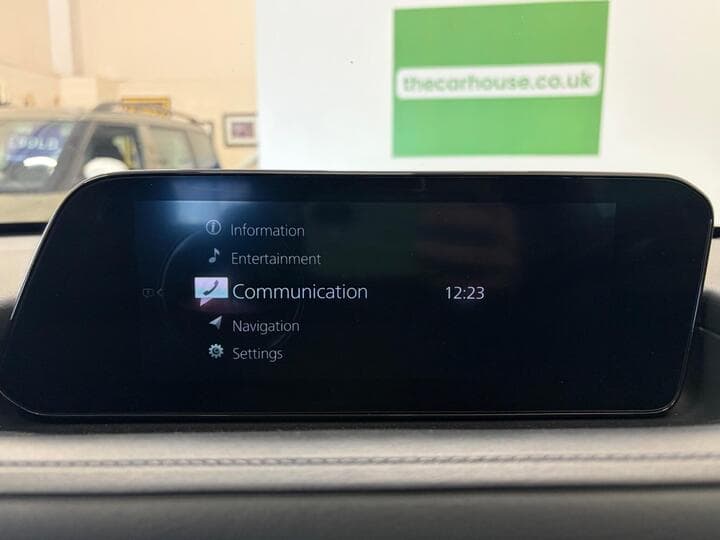 thecarhouse.co.uk
Information
Entertainment
Communication
12:23
Navigation
Settings